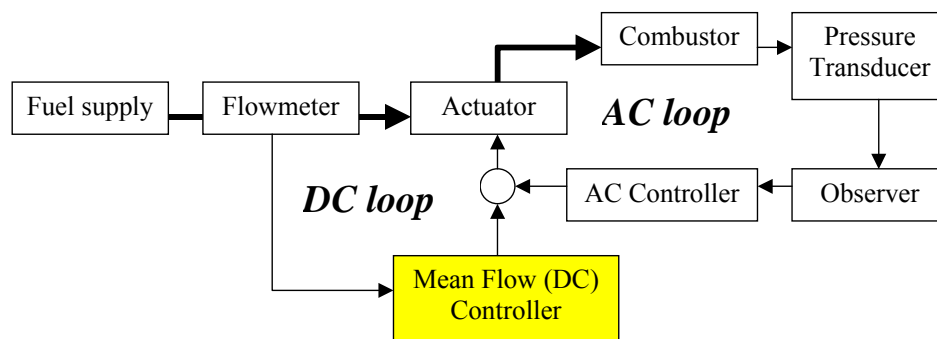 Combustor
Pressure
Transducer
Fuel supply
Flowmeter
Actuator
AC loop
DC loop
AC Controller
Observer
Mean Flow (DC)
Controller